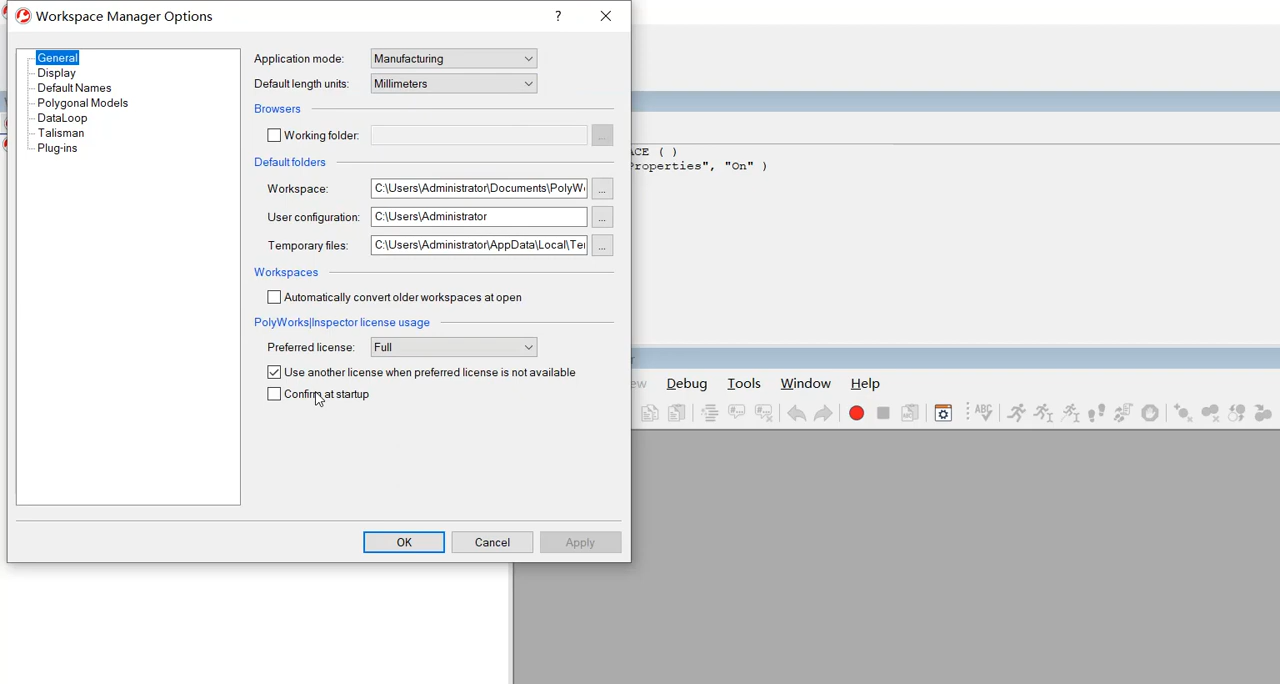 Workspace Manager Options
?
General
Display
Default Names
Polygonal Models
DataLoop
Talisman
Plug-ins
Application mode: Manufacturing
Default length units: Millimeters
Browsers
Working folder: ...
Default folders
Workspace: C:\Users\Administrator\Documents\PolyW ...
User configuration: C:\Users\Administrator ...
Temporary files: C:\Users\Administrator\AppData\Local\Te ...
Workspaces
Automatically convert older workspaces at open
PolyWorks|Inspector license usage
Preferred license: Full
Use another license when preferred license is not available
Confirm at startup
OK Cancel Apply
ACE ( )
Properties", "On" )
r
ew Debug Tools Window Help
ABC